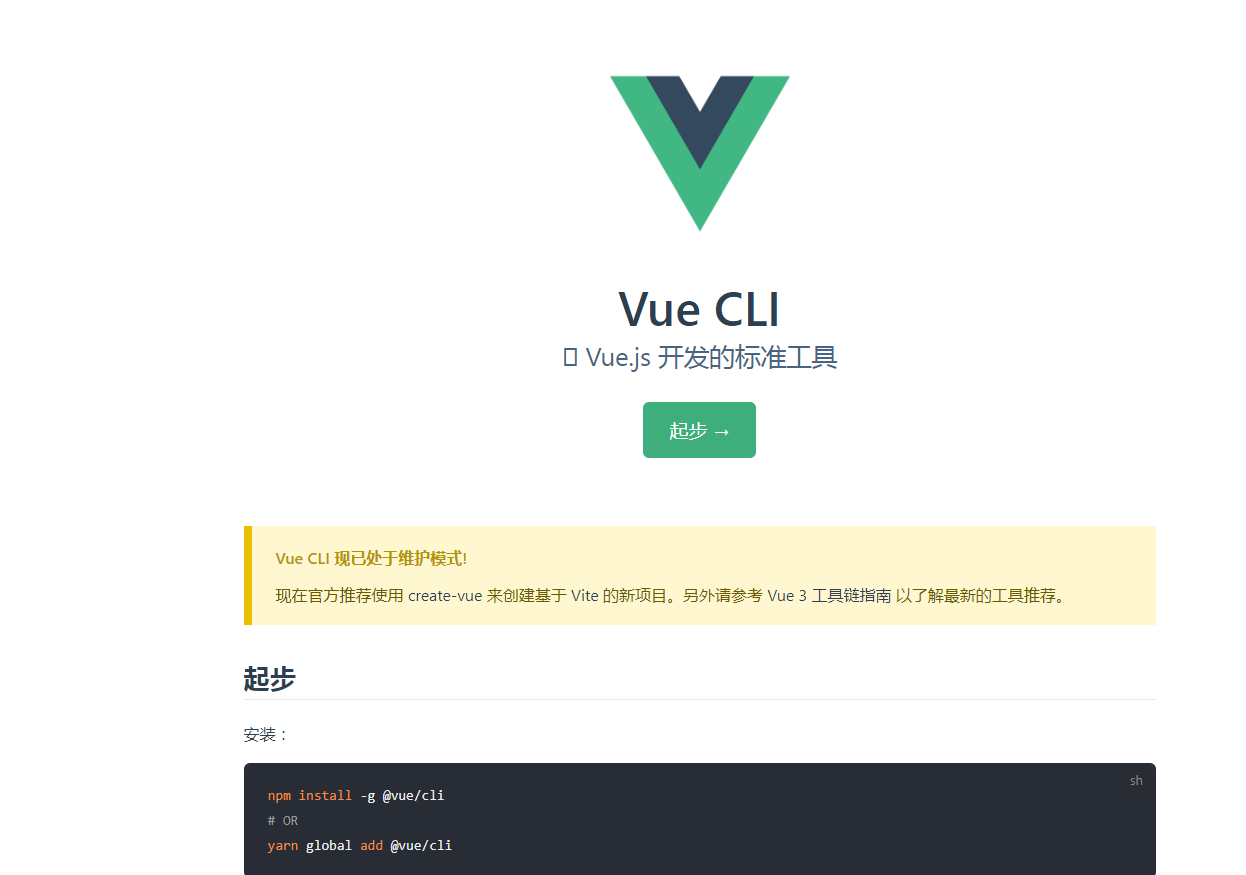 Vue CLI
Vue.js 开发的标准工具
起步 →
Vue CLI 现已处于维护模式!
现在官方推荐使用 create-vue 来创建基于 Vite 的新项目。另外请参考 Vue 3 工具链指南 以了解最新的工具推荐。
起步
安装：
sh
npm install -g @vue/cli
# OR
yarn global add @vue/cli